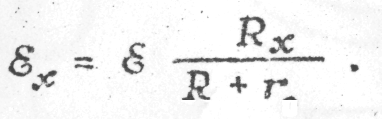 ℰₓ = ℰ Rₓ / (R + r) .